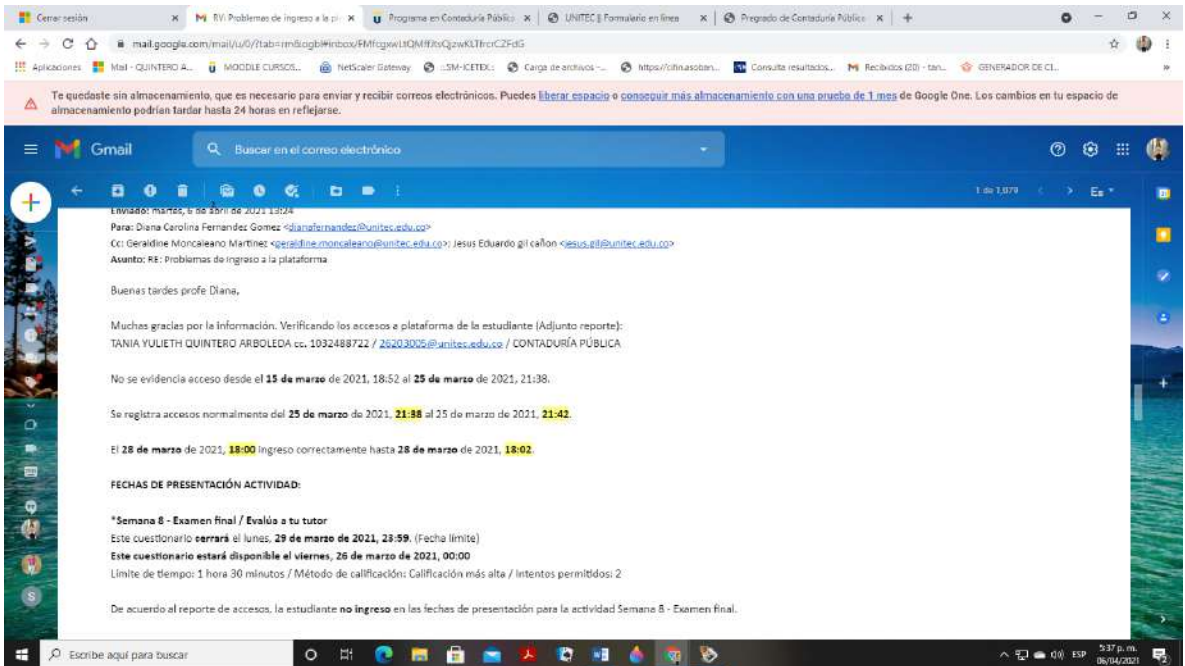 Cerrar sesión
RV: Problemas de ingreso a la pl
Programa en Contaduría Públic
UNITEC || Formulario en línea
Pregrado de Contaduría Pública
mail.google.com/mail/u/0/?tab=rm&ogbl#inbox/
Aplicaciones
Mail - QUINTERO A...
MOODLE CURSOS...
NetScaler Gateway
..:SM-ICETEX:.
Carga de archivos -...
https://cifin.asoban...
Consulta resultados...
Recibidos (20) - tan...
GENERADOR DE CI...
Te quedaste sin almacenamiento, que es necesario para enviar y recibir correos electrónicos. Puedes liberar espacio o conseguir más almacenamiento con una prueba de 1 mes de Google One. Los cambios en tu espacio de
almacenamiento podrían tardar hasta 24 horas en reflejarse.
Gmail
Buscar en el correo electrónico
1 de 1,079
Es
Enviado: martes, 6 de abril de 2021 13:24
Para: Diana Carolina Fernandez Gomez <dianafernandez@unitec.edu.co>
Cc: Geraldine Moncaleano Martinez <geraldine.moncaleano@unitec.edu.co>; Jesus Eduardo gil cañon <jesus.gil@unitec.edu.co>
Asunto: RE: Problemas de ingreso a la plataforma
Buenas tardes profe Diana,
Muchas gracias por la información. Verificando los accesos a plataforma de la estudiante (Adjunto reporte):
TANIA YULIETH QUINTERO ARBOLEDA cc. 1032488722 / 26203005@unitec.edu.co / CONTADURÍA PÚBLICA
No se evidencia acceso desde el 15 de marzo de 2021, 18:52 al 25 de marzo de 2021, 21:38.
Se registra accesos normalmente del 25 de marzo de 2021, 21:38 al 25 de marzo de 2021, 21:42.
El 28 de marzo de 2021, 18:00 ingreso correctamente hasta 28 de marzo de 2021, 18:02.
FECHAS DE PRESENTACIÓN ACTIVIDAD:
*Semana 8 - Examen final / Evalúa a tu tutor
Este cuestionario cerrará el lunes, 29 de marzo de 2021, 23:59. (Fecha límite)
Este cuestionario estará disponible el viernes, 26 de marzo de 2021, 00:00
Límite de tiempo: 1 hora 30 minutos / Método de calificación: Calificación más alta / Intentos permitidos: 2
De acuerdo al reporte de accesos, la estudiante no ingreso en las fechas de presentación para la actividad Semana 8 - Examen final.
S
Escribe aquí para buscar
ESP
5:37 p. m.
06/04/2021